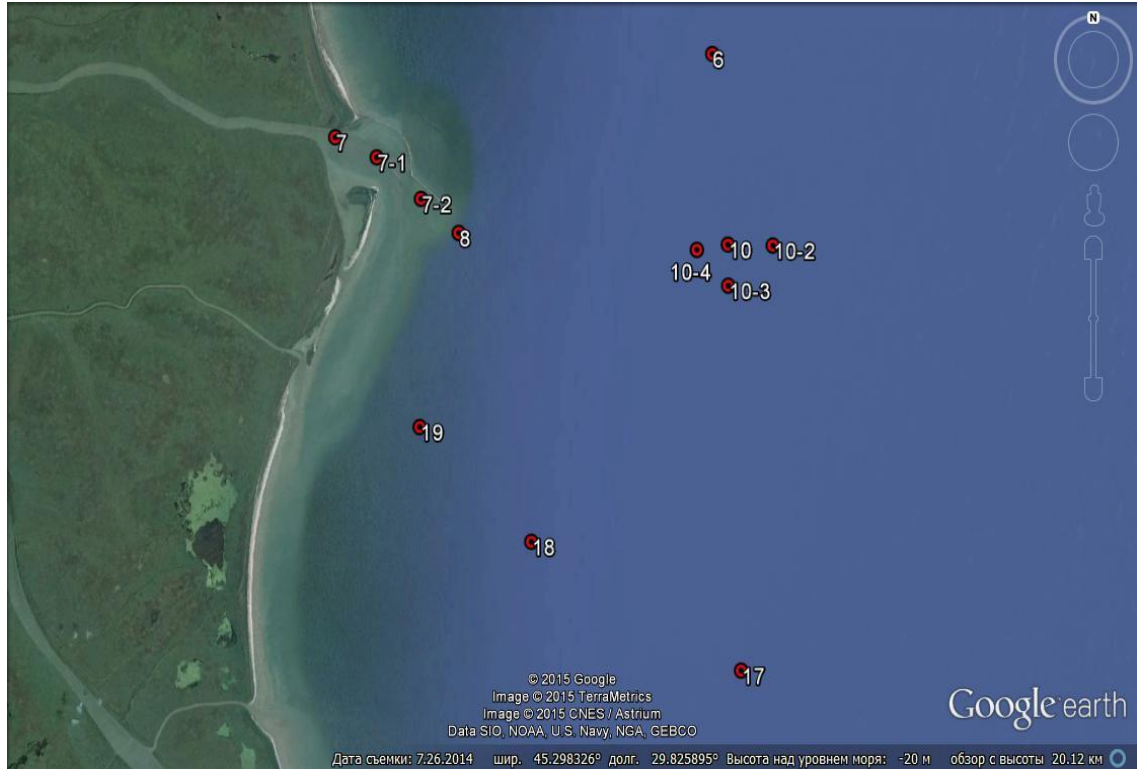 N
6
7
7-1
7-2
8
10
10-2
10-4
10-3
19
18
17
© 2015 Google
Image © 2015 TerraMetrics
Image © 2015 CNES / Astrium
Data SIO, NOAA, U.S. Navy, NGA, GEBCO
Google earth
Дата съемки: 7.26.2014 шир. 45.298326° долг. 29.825895° Высота над уровнем моря: -20 м обзор с высоты 20.12 км